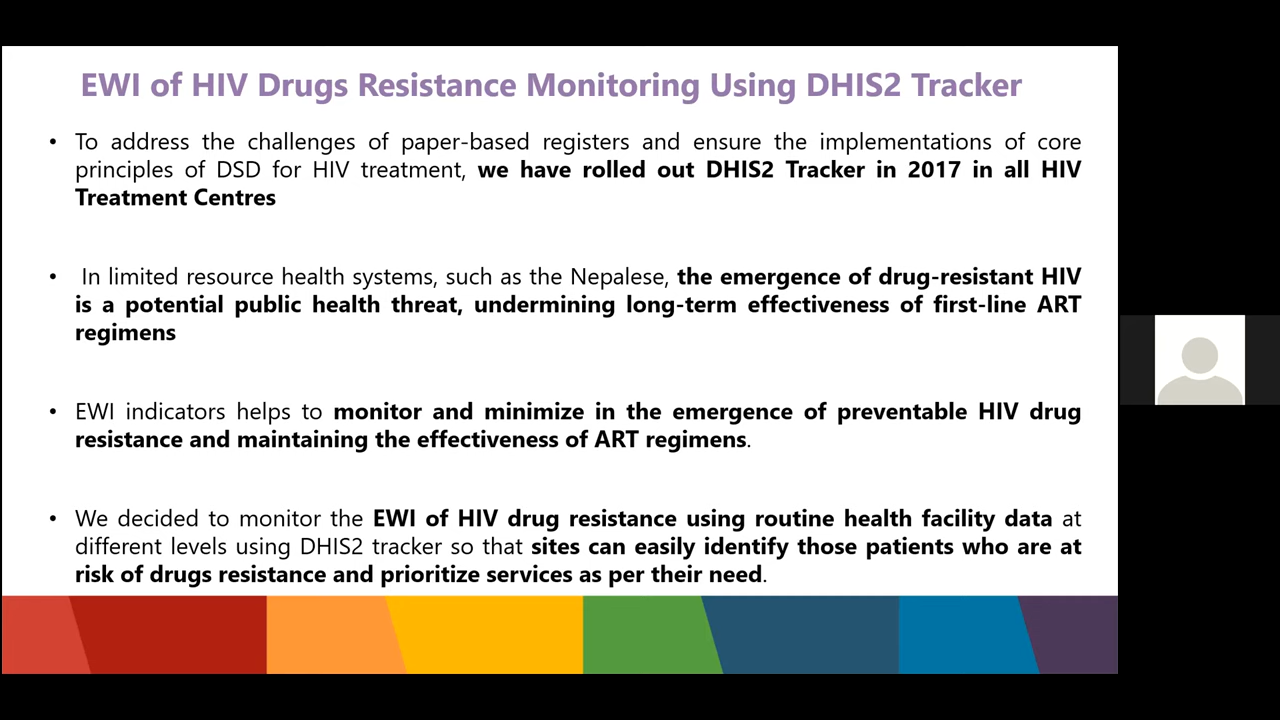 EWI of HIV Drugs Resistance Monitoring Using DHIS2 Tracker
• To address the challenges of paper-based registers and ensure the implementations of core
principles of DSD for HIV treatment, we have rolled out DHIS2 Tracker in 2017 in all HIV
Treatment Centres
• In limited resource health systems, such as the Nepalese, the emergence of drug-resistant HIV
is a potential public health threat, undermining long-term effectiveness of first-line ART
regimens
• EWI indicators helps to monitor and minimize in the emergence of preventable HIV drug
resistance and maintaining the effectiveness of ART regimens.
• We decided to monitor the EWI of HIV drug resistance using routine health facility data at
different levels using DHIS2 tracker so that sites can easily identify those patients who are at
risk of drugs resistance and prioritize services as per their need.